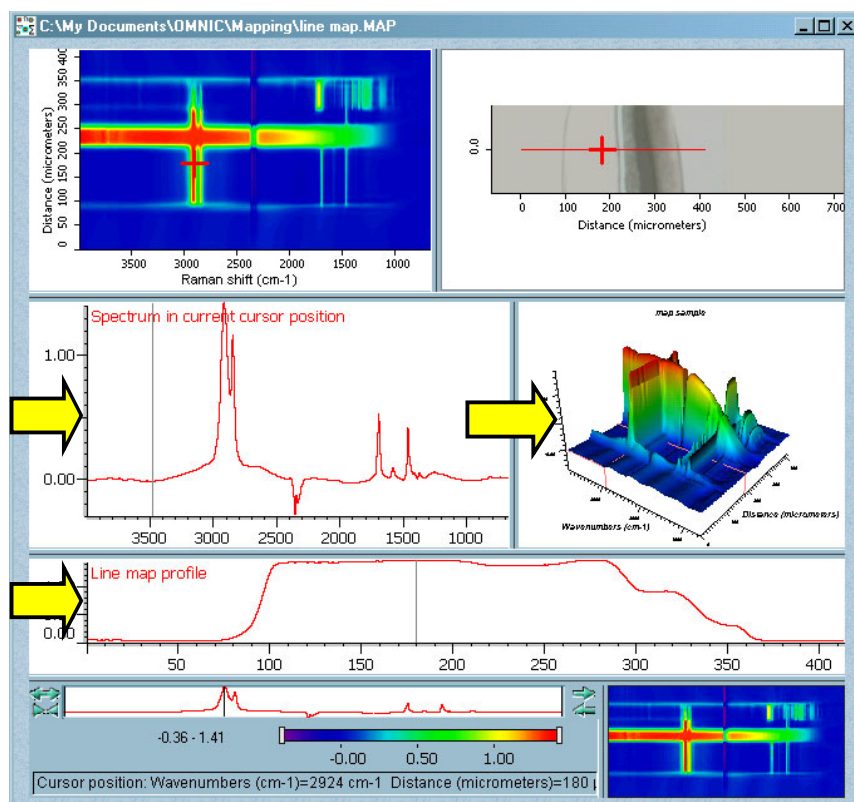 C:\My Documents\OMNIC\Mapping\line map.MAP
Distance (micrometers)
0 50 100 150 200 250 300 350 400
3500 3000 2500 2000 1500 1000
Raman shift (cm-1)
0.0
0 100 200 300 400 500 600 700
Distance (micrometers)
Spectrum in current cursor position
1.00
0.00
3500 3000 2500 2000 1500 1000
map sample
Wavenumbers (cm-1)
Distance (micrometers)
Line map profile
0.00
50 100 150 200 250 300 350 400
-0.36 - 1.41
-0.00 0.50 1.00
Cursor position: Wavenumbers (cm-1)=2924 cm-1 Distance (micrometers)=180